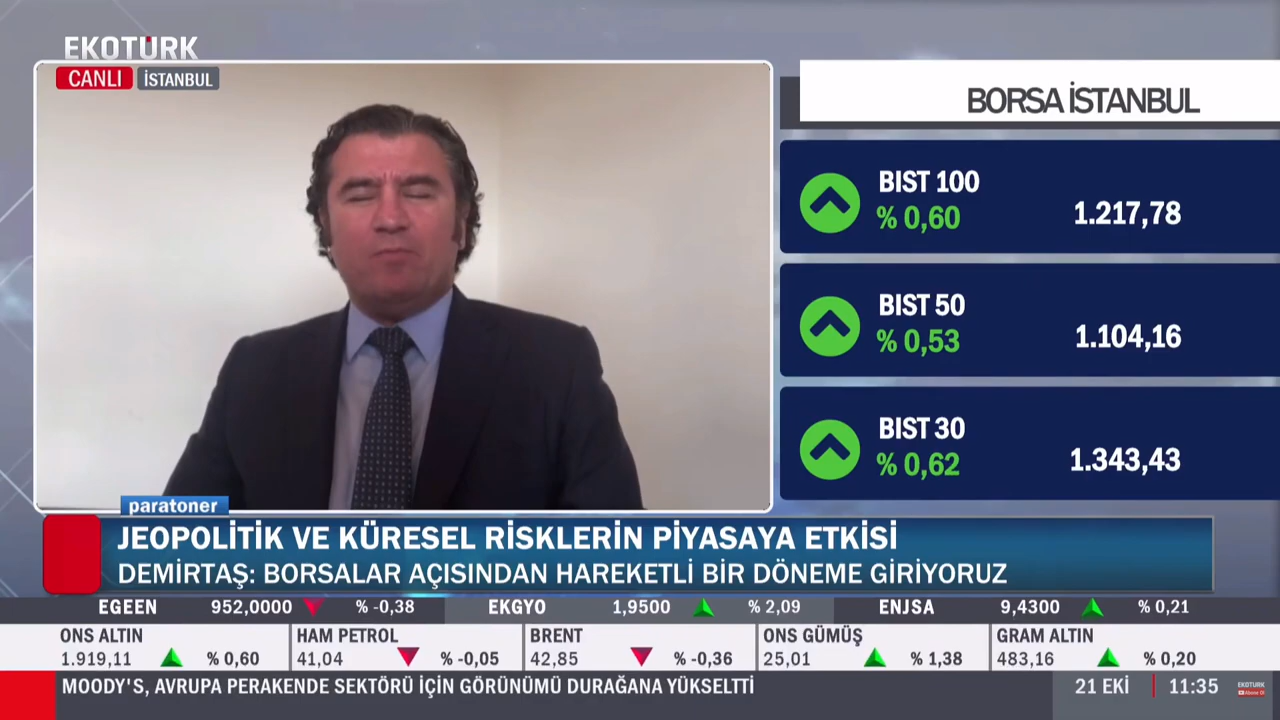 EKOTÜRK
CANLI İSTANBUL
BORSA İSTANBUL
BIST 100
% 0,60
1.217,78
BIST 50
% 0,53
1.104,16
BIST 30
% 0,62
1.343,43
paratoner
JEOPOLİTİK VE KÜRESEL RİSKLERİN PİYASAYA ETKİSİ
DEMİRTAŞ: BORSALAR AÇISINDAN HAREKETLİ BİR DÖNEME GİRİYORUZ
EGEEN 952,0000 % -0,38 EKGYO 1,9500 % 2,09 ENJSA 9,4300 % 0,21
ONS ALTIN HAM PETROL BRENT ONS GÜMÜŞ GRAM ALTIN
1.919,11 % 0,60 41,04 % -0,05 42,85 % -0,36 25,01 % 1,38 483,16 % 0,20
MOODY'S, AVRUPA PERAKENDE SEKTÖRÜ İÇİN GÖRÜNÜMÜ DURAĞANA YÜKSELTTİ
21 EKİ 11:35
EKOTÜRK
Abone Ol